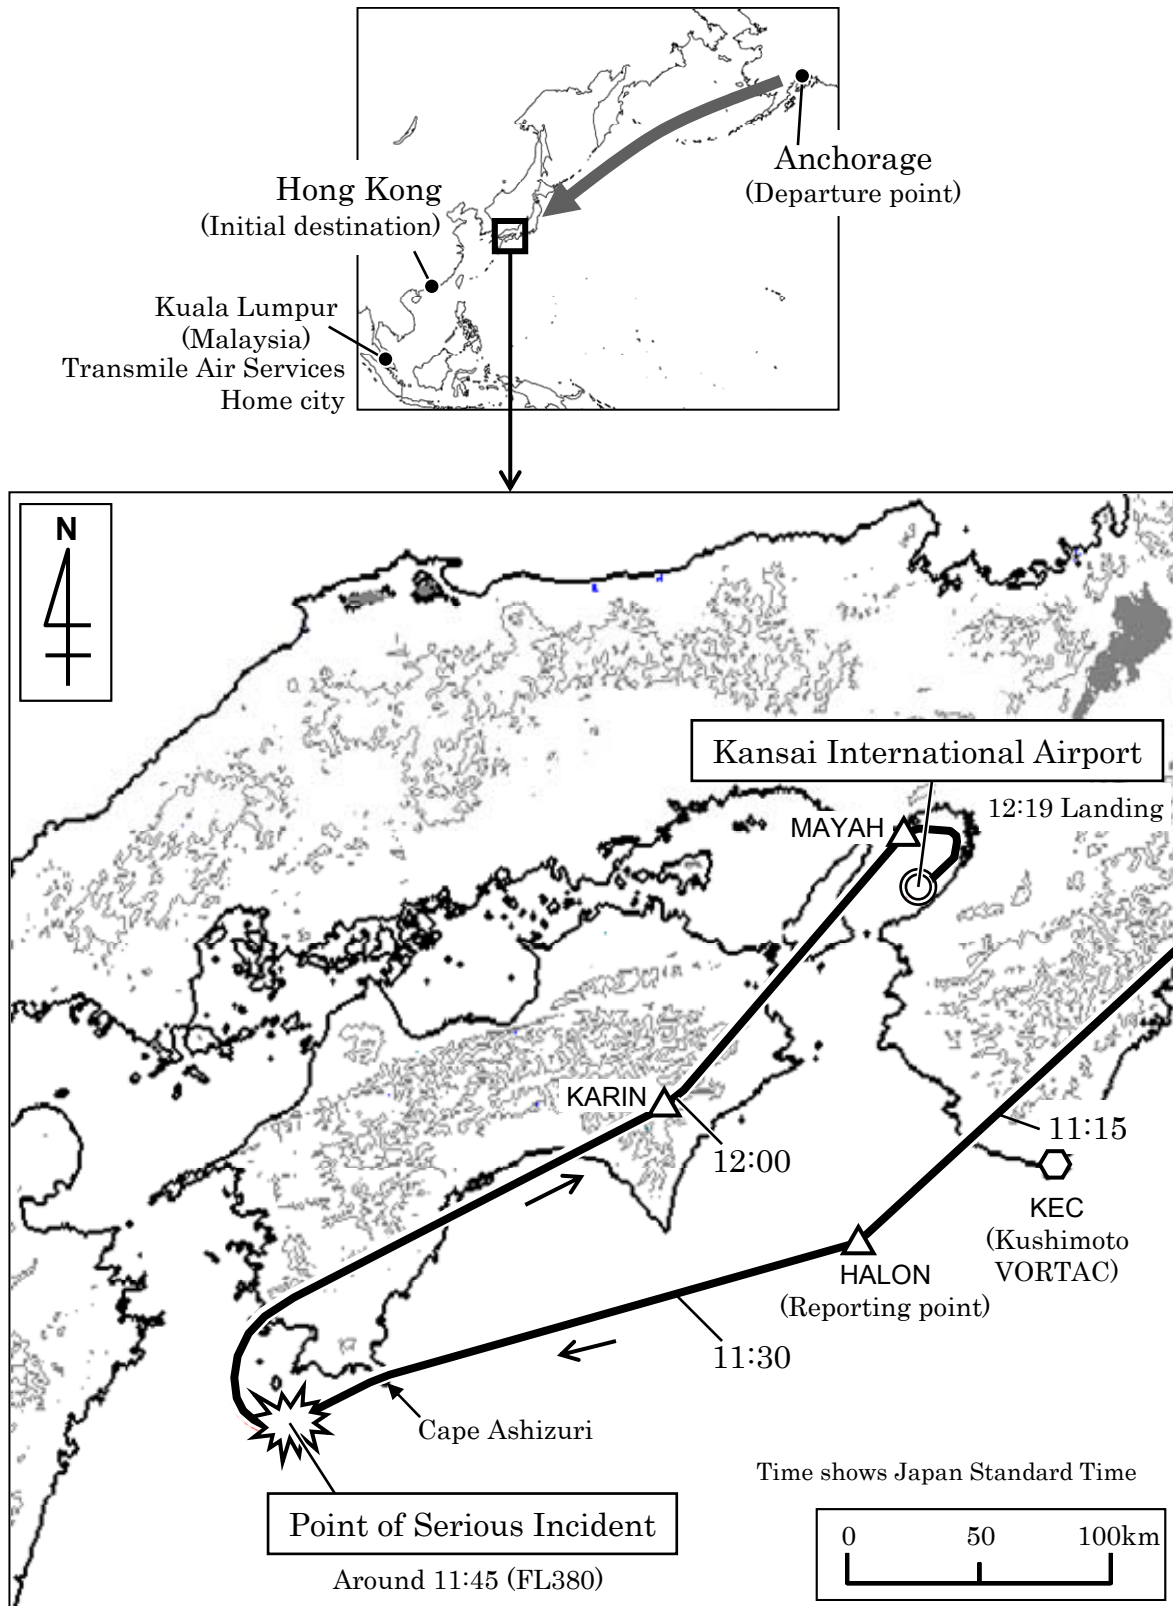 Anchorage
(Departure point)
Hong Kong
(Initial destination)
Kuala Lumpur
(Malaysia)
Transmile Air Services
Home city
N
Kansai International Airport
12:19 Landing
MAYAH
KARIN
12:00
11:15
KEC
(Kushimoto
VORTAC)
HALON
(Reporting point)
11:30
Cape Ashizuri
Time shows Japan Standard Time
Point of Serious Incident
Around 11:45 (FL380)
0 50 100km